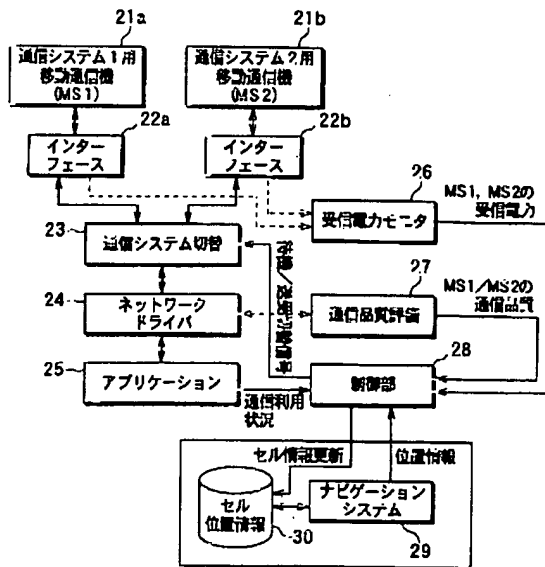 21a
21b
通信システム1用
移動通信機
(MS1)
通信システム2用
移動通信機
(MS2)
22a
22b
インター
フェース
インター
フェース
26
MS1, MS2の
受信電力
受信電力モニタ
23
通信システム切替
27
MS1/MS2の
通信品質
24
ネットワーク
ドライバ
通信品質評価
28
25
アプリケーション
通信利用
状況
制御部
セル情報更新
位置情報
セル
位置情報
30
ナビゲーション
システム
29